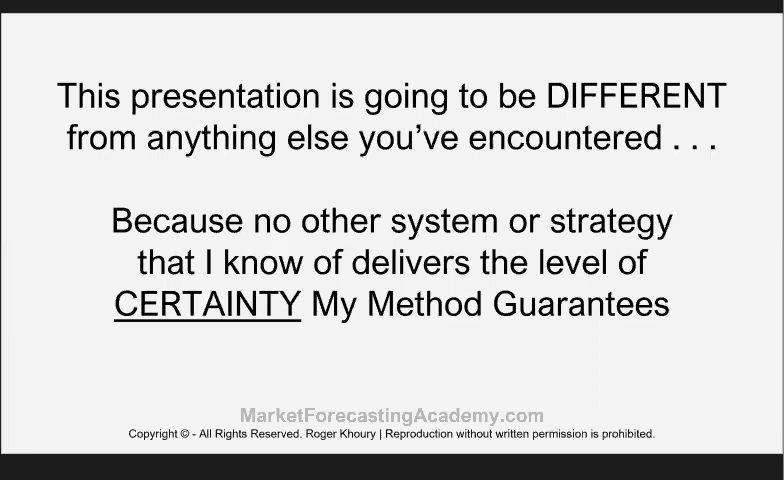 This presentation is going to be DIFFERENT
from anything else you’ve encountered . . .
Because no other system or strategy
that I know of delivers the level of
CERTAINTY My Method Guarantees
MarketForecastingAcademy.com
Copyright © - All Rights Reserved. Roger Khoury | Reproduction without written permission is prohibited.